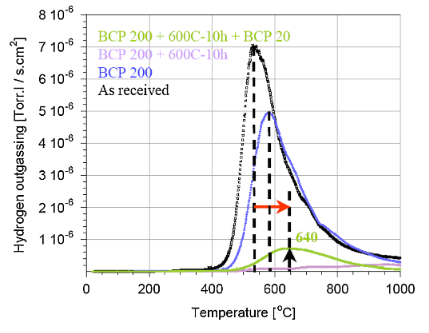 8 10⁻⁶
7 10⁻⁶
6 10⁻⁶
5 10⁻⁶
4 10⁻⁶
3 10⁻⁶
2 10⁻⁶
1 10⁻⁶
Hydrogen outgassing [Torr.l / s.cm²]
BCP 200 + 600C-10h + BCP 20
BCP 200 + 600C-10h
BCP 200
As received
640
0 200 400 600 800 1000
Temperature [°C]